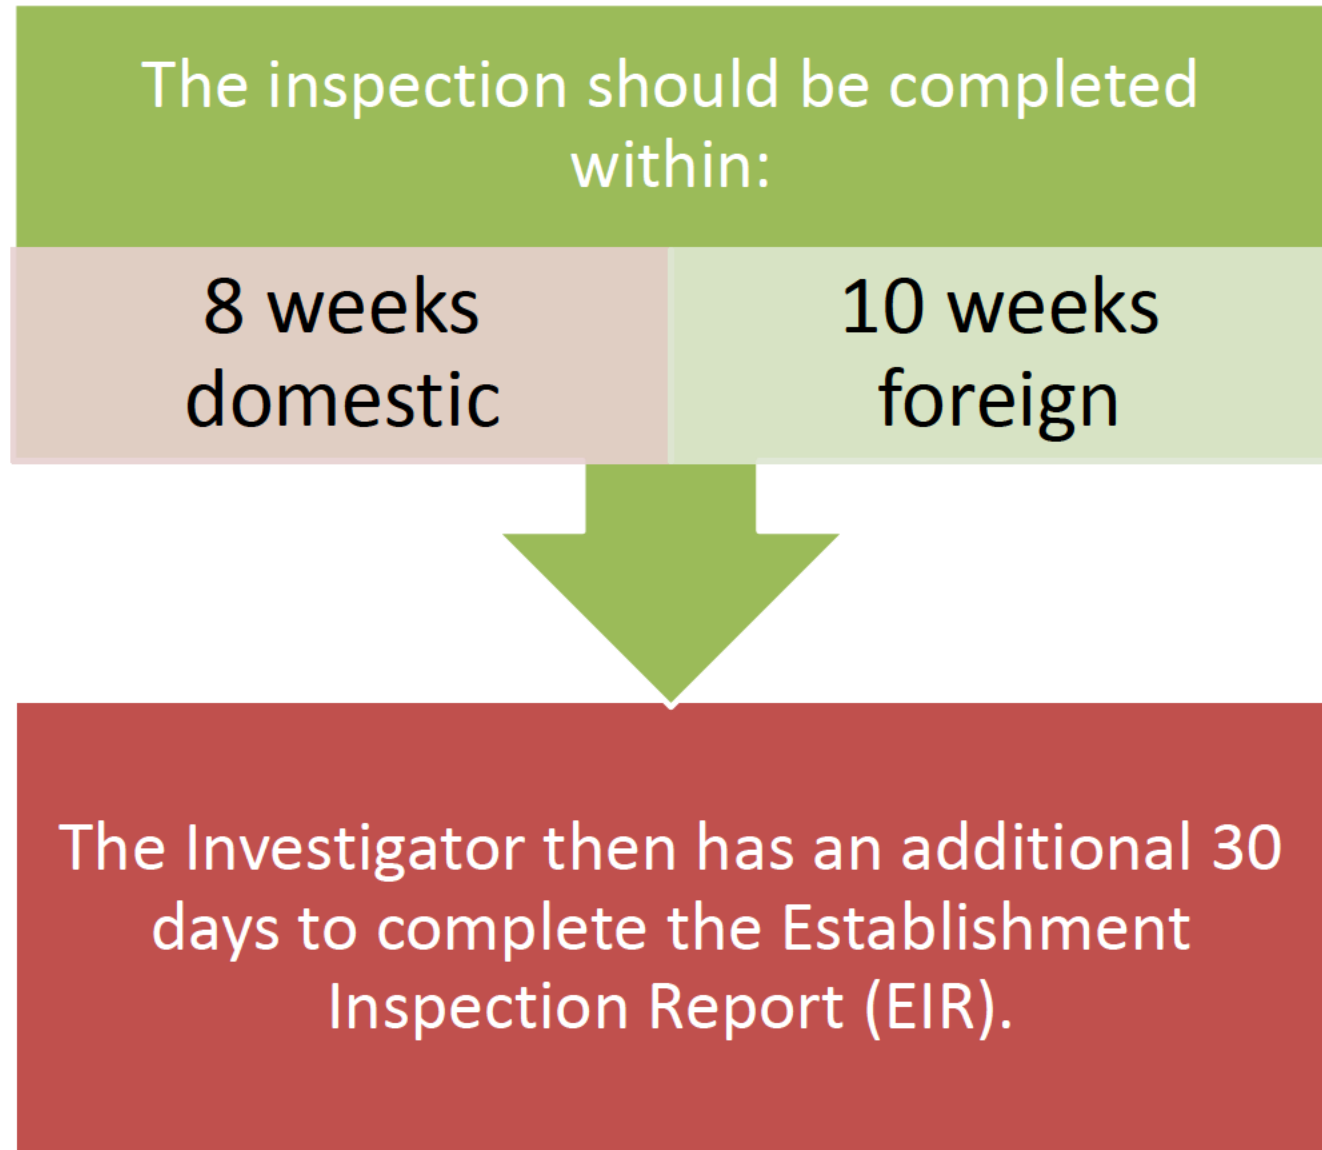 The inspection should be completed
within:
8 weeks
domestic
10 weeks
foreign
The Investigator then has an additional 30
days to complete the Establishment
Inspection Report (EIR).